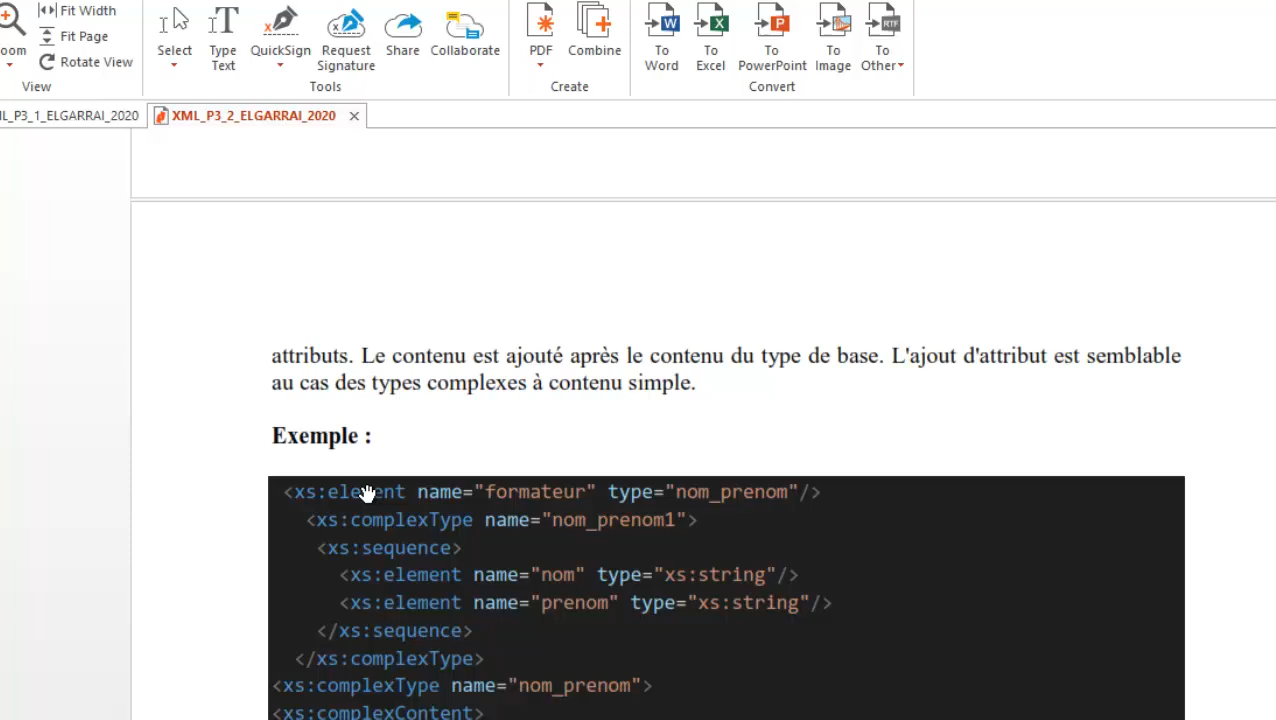 Fit Width
Fit Page
Rotate View
View
Select
Type Text
QuickSign
Request Signature
Share
Collaborate
Tools
PDF
Combine
Create
To Word
To Excel
To PowerPoint
To Image
To Other
Convert
L_P3_1_ELGARRAI_2020
XML_P3_2_ELGARRAI_2020
attributs. Le contenu est ajouté après le contenu du type de base. L'ajout d'attribut est semblable
au cas des types complexes à contenu simple.
Exemple :
<xs:element name="formateur" type="nom_prenom"/>
<xs:complexType name="nom_prenom1">
<xs:sequence>
<xs:element name="nom" type="xs:string"/>
<xs:element name="prenom" type="xs:string"/>
</xs:sequence>
</xs:complexType>
<xs:complexType name="nom_prenom">
<xs:complexContent>